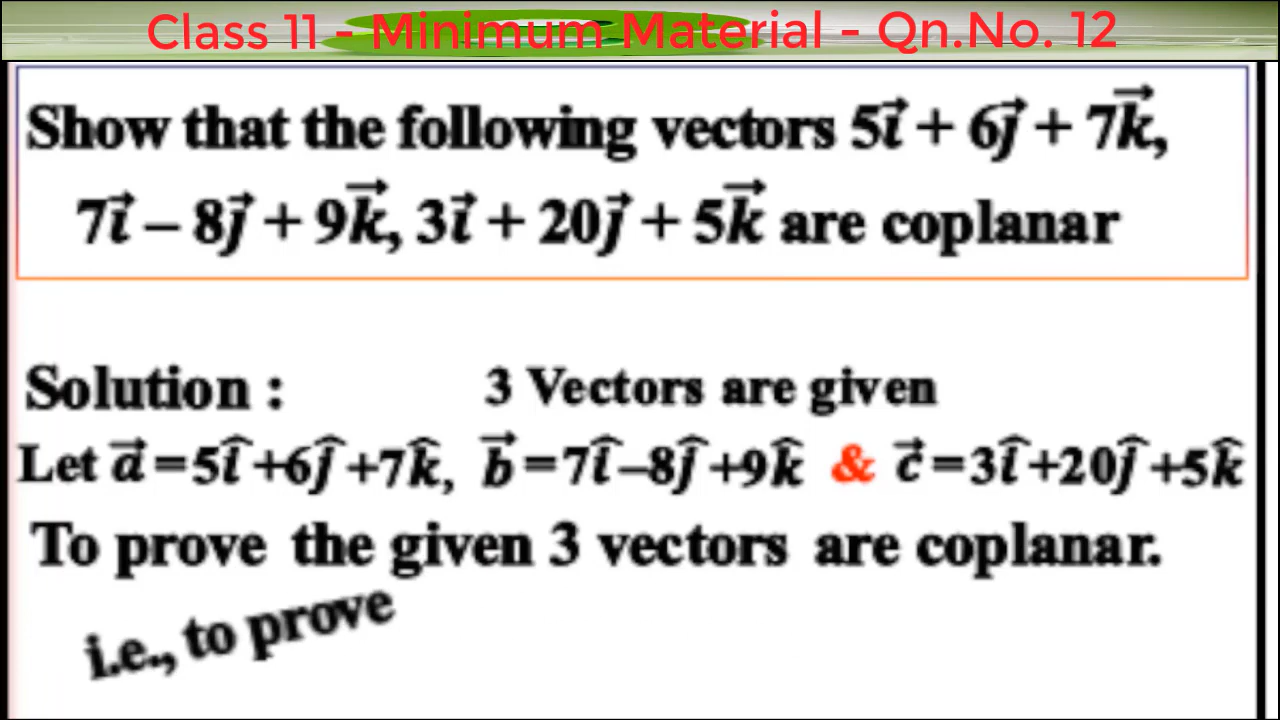 Class 11 - Minimum Material - Qn.No. 12
Show that the following vectors 5i⃗ + 6j⃗ + 7k⃗,
7i⃗ – 8j⃗ + 9k⃗, 3i⃗ + 20j⃗ + 5k⃗ are coplanar
Solution : 3 Vectors are given
Let a⃗ = 5î + 6ĵ + 7k̂, b⃗ = 7î – 8ĵ + 9k̂ & c⃗ = 3î + 20ĵ + 5k̂
To prove the given 3 vectors are coplanar.
i.e., to prove